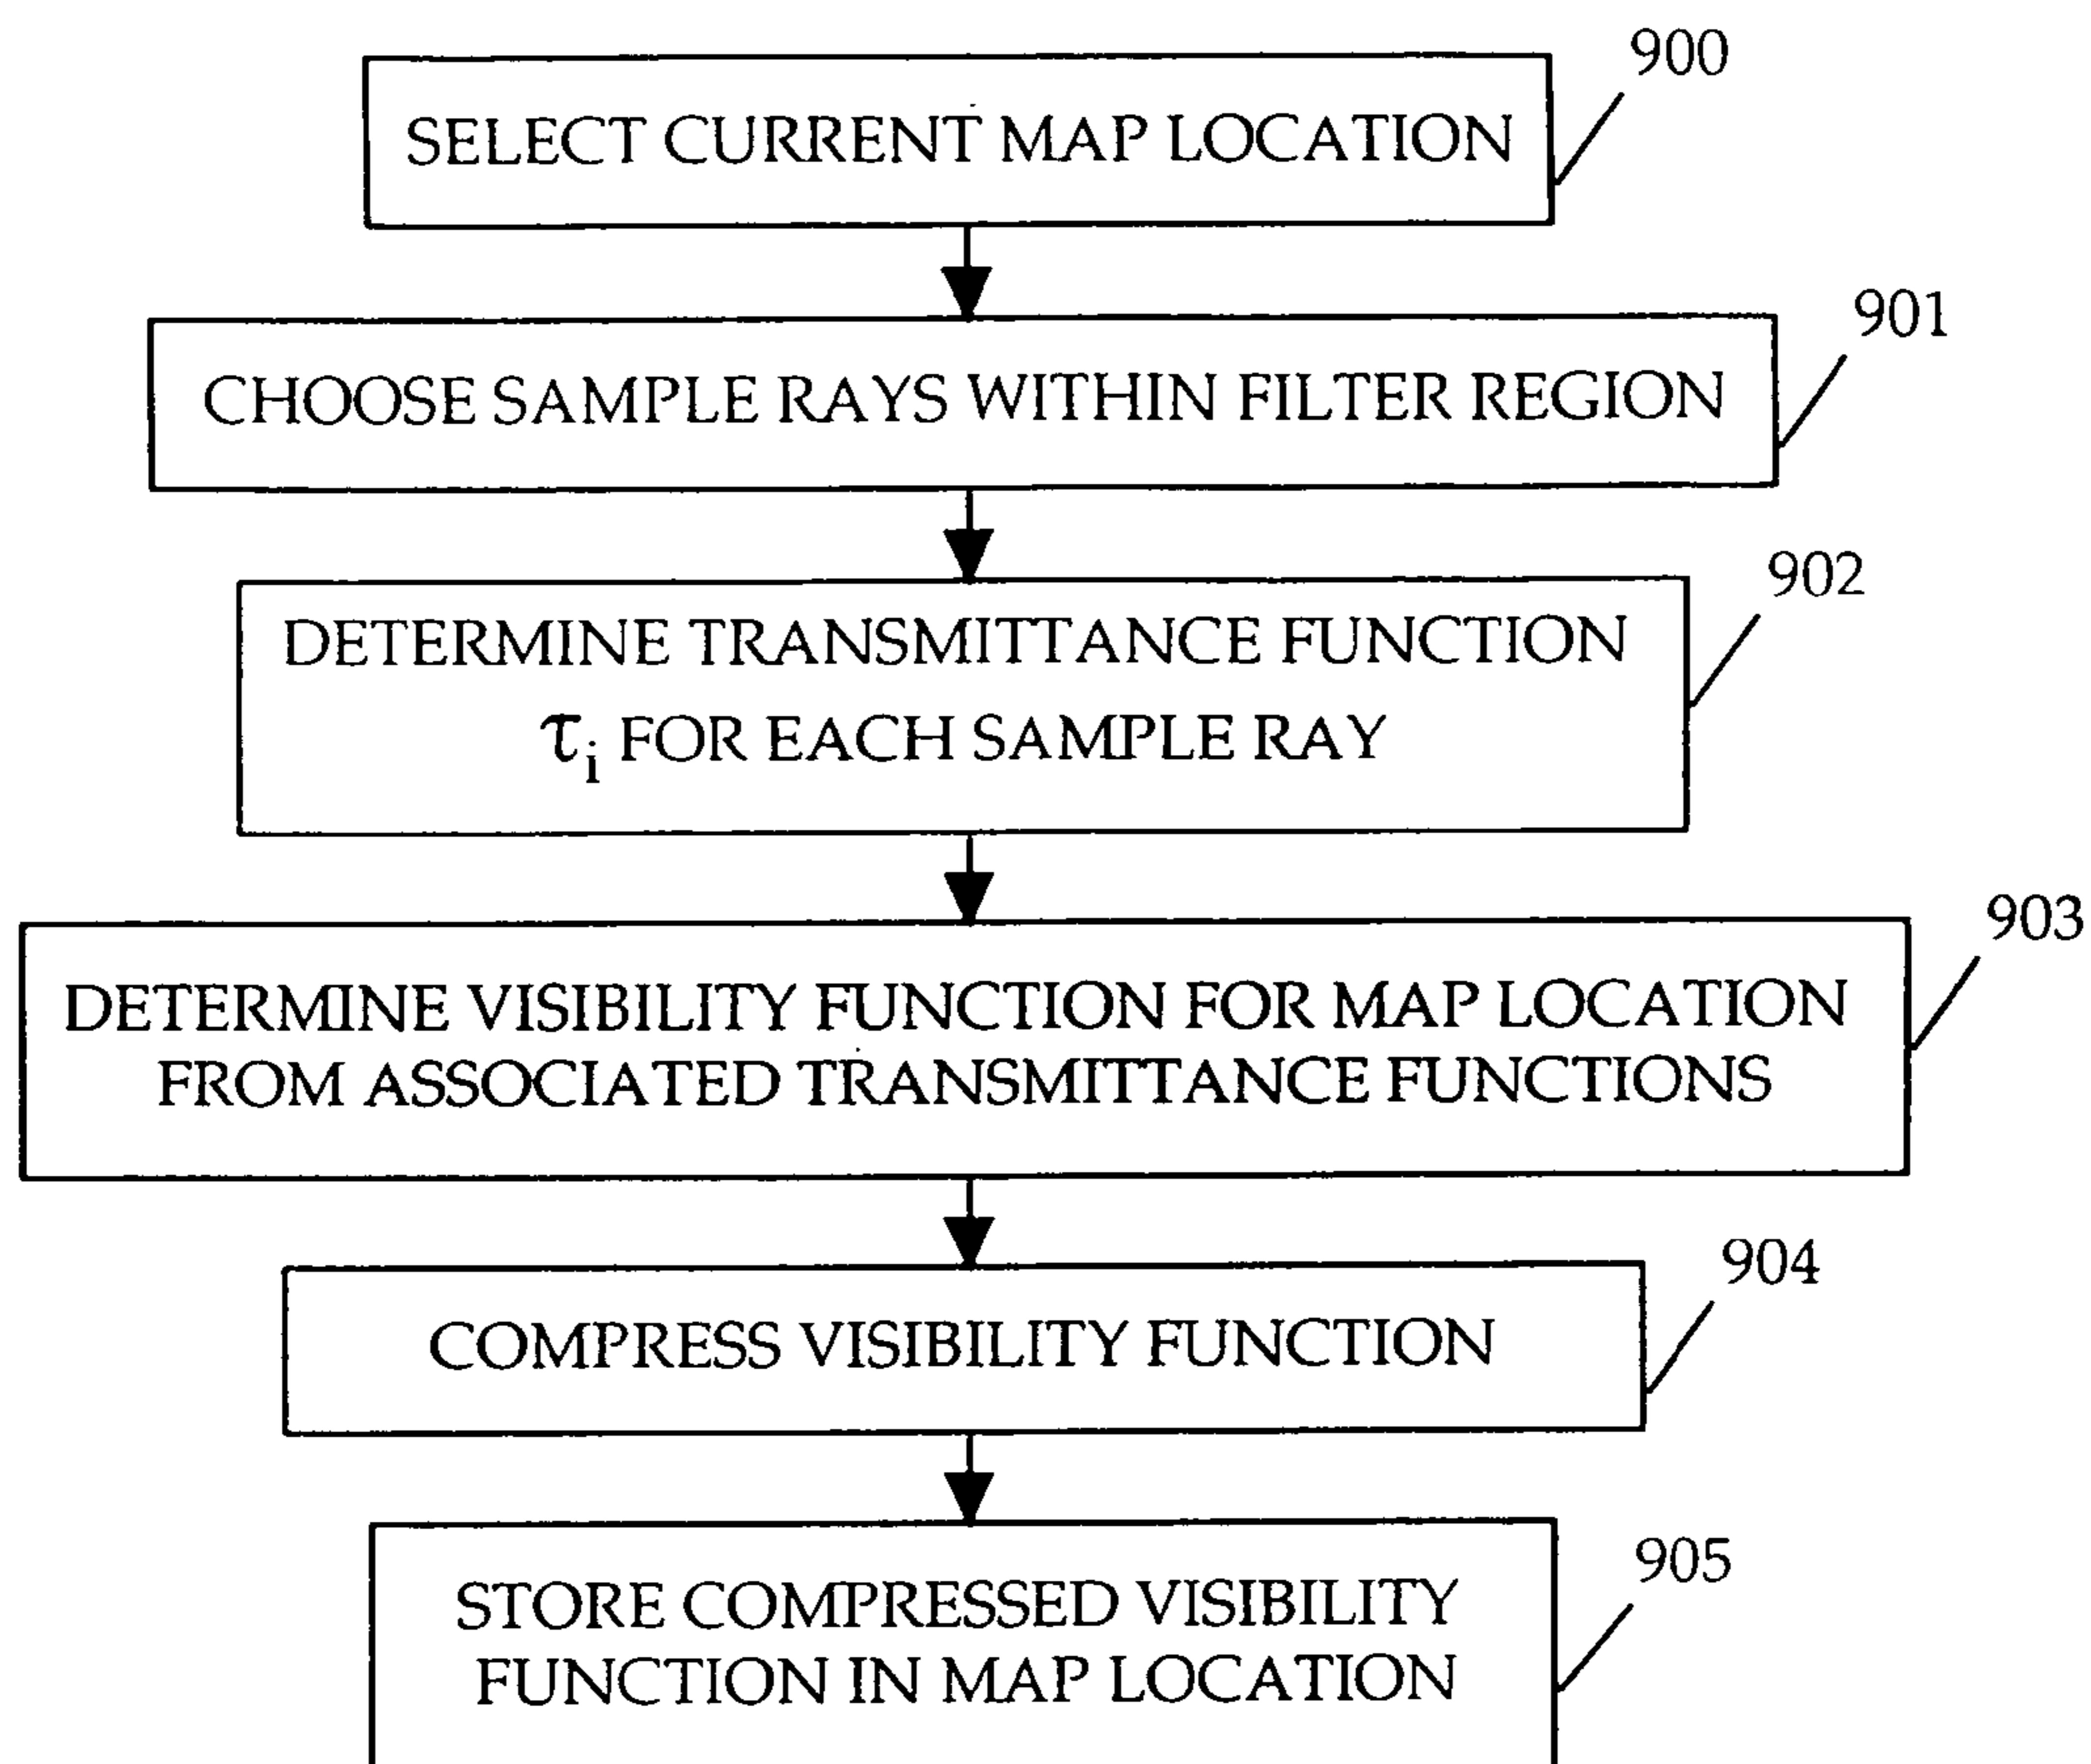 900
SELECT CURRENT MAP LOCATION
901
CHOOSE SAMPLE RAYS WITHIN FILTER REGION
902
DETERMINE TRANSMITTANCE FUNCTION
τi FOR EACH SAMPLE RAY
903
DETERMINE VISIBILITY FUNCTION FOR MAP LOCATION
FROM ASSOCIATED TRANSMITTANCE FUNCTIONS
904
COMPRESS VISIBILITY FUNCTION
905
STORE COMPRESSED VISIBILITY
FUNCTION IN MAP LOCATION